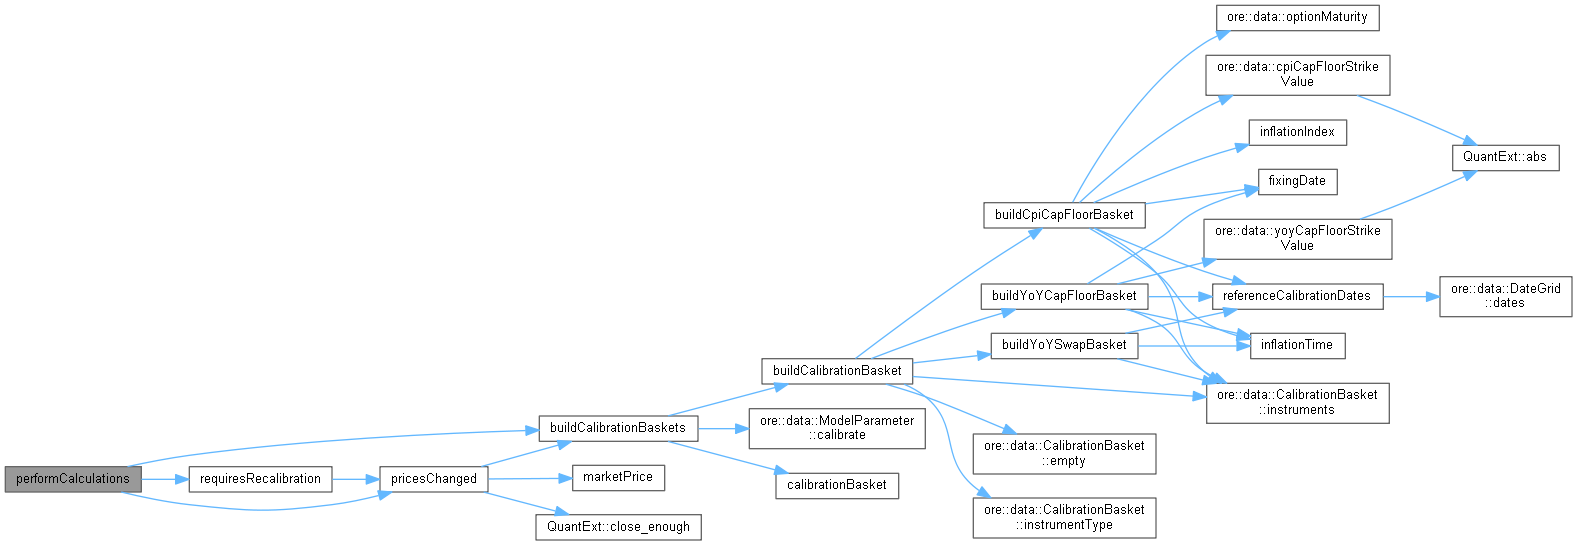 performCalculations
requiresRecalibration
pricesChanged
buildCalibrationBaskets
marketPrice
QuantExt::close_enough
buildCalibrationBasket
ore::data::ModelParameter
::calibrate
calibrationBasket
buildCpiCapFloorBasket
buildYoYCapFloorBasket
buildYoYSwapBasket
ore::data::CalibrationBasket
::empty
ore::data::CalibrationBasket
::instrumentType
ore::data::optionMaturity
ore::data::cpiCapFloorStrike
Value
inflationIndex
fixingDate
ore::data::yoyCapFloorStrike
Value
referenceCalibrationDates
inflationTime
ore::data::CalibrationBasket
::instruments
QuantExt::abs
ore::data::DateGrid
::dates